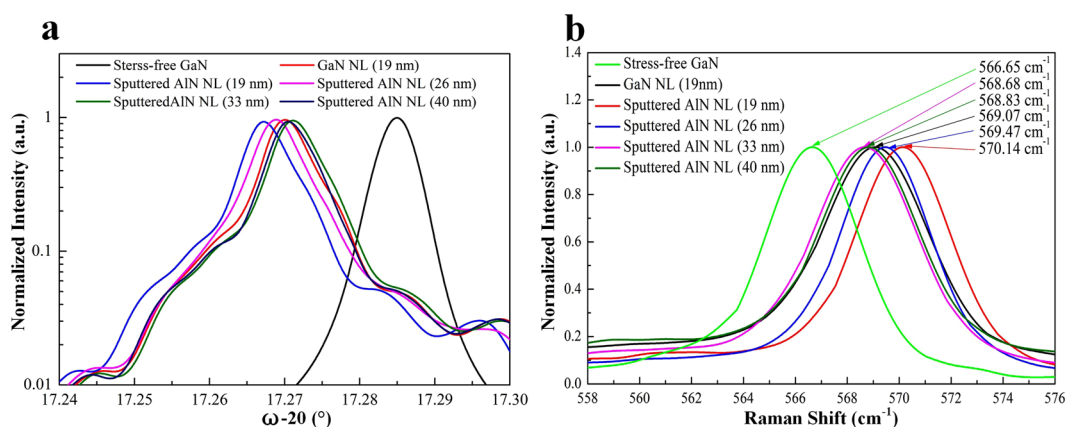 a
Sterss-free GaN
GaN NL (19 nm)
Sputtered AlN NL (19 nm)
Sputtered AlN NL (26 nm)
SputteredAlN NL (33 nm)
Sputtered AlN NL (40 nm)
Normalized Intensity (a.u.)
1
0.1
0.01
17.24 17.25 17.26 17.27 17.28 17.29 17.30
ω-2θ (°)
b
Stress-free GaN
GaN NL (19nm)
Sputtered AlN NL (19 nm)
Sputtered AlN NL (26 nm)
Sputtered AlN NL (33 nm)
Sputtered AlN NL (40 nm)
566.65 cm⁻¹
568.68 cm⁻¹
568.83 cm⁻¹
569.07 cm⁻¹
569.47 cm⁻¹
570.14 cm⁻¹
Normalized Intensity (a.u.)
1.4
1.2
1.0
0.8
0.6
0.4
0.2
0.0
558 560 562 564 566 568 570 572 574 576
Raman Shift (cm⁻¹)